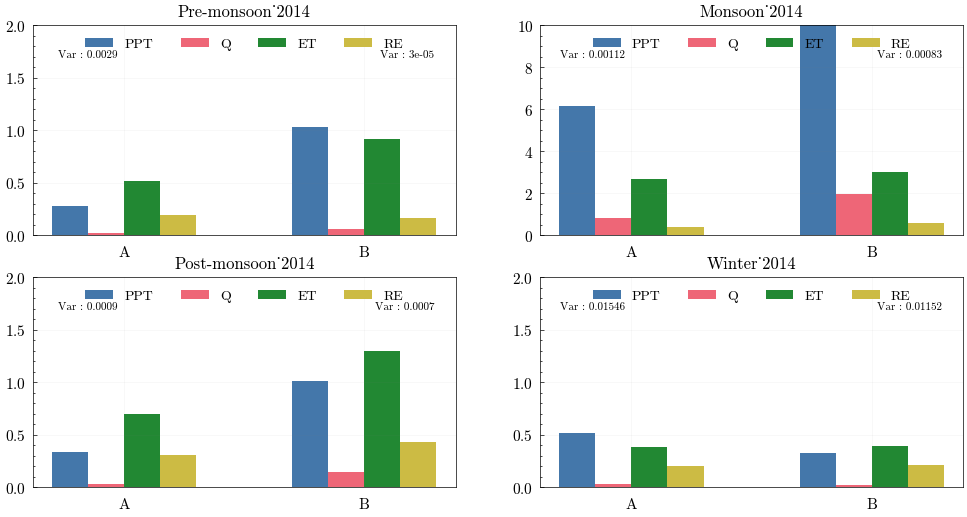 Pre-monsoon˙2014
2.0
1.5
1.0
0.5
0.0
PPT Q ET RE
Var : 0.0029 Var : 3e-05
A B
Monsoon˙2014
10
8
6
4
2
0
PPT Q ET RE
Var : 0.00112 Var : 0.00083
A B
Post-monsoon˙2014
2.0
1.5
1.0
0.5
0.0
PPT Q ET RE
Var : 0.0009 Var : 0.0007
A B
Winter˙2014
2.0
1.5
1.0
0.5
0.0
PPT Q ET RE
Var : 0.01546 Var : 0.01152
A B